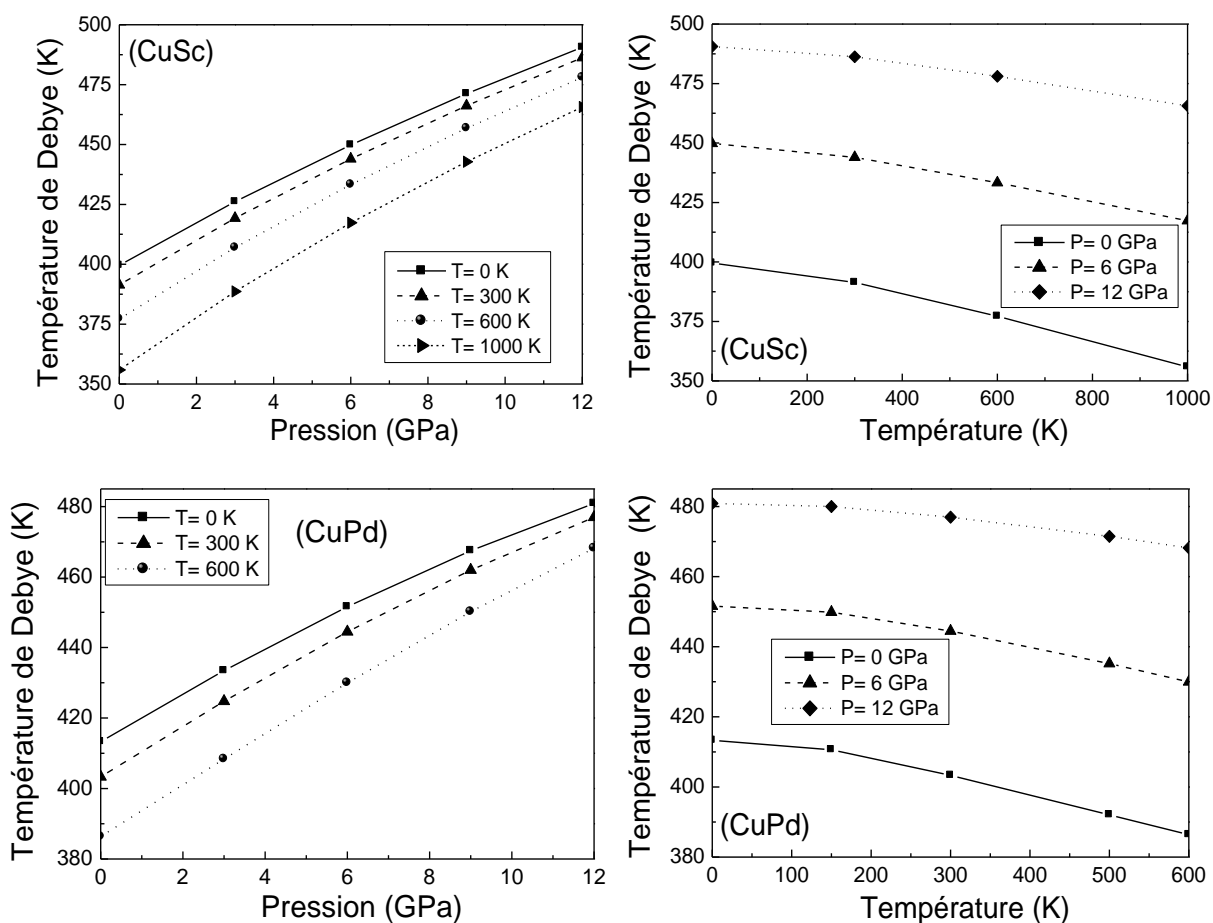 500
475
450
425
400
375
350
Température de Debye (K)
(CuSc)
T= 0 K
T= 300 K
T= 600 K
T= 1000 K
0 2 4 6 8 10 12
Pression (GPa)
500
475
450
425
400
375
350
Température de Debye (K)
P= 0 GPa
P= 6 GPa
P= 12 GPa
(CuSc)
0 200 400 600 800 1000
Température (K)
480
460
440
420
400
380
Température de Debye (K)
T= 0 K
T= 300 K
T= 600 K
(CuPd)
0 2 4 6 8 10 12
Pression (GPa)
480
460
440
420
400
380
Température de Debye (K)
P= 0 GPa
P= 6 GPa
P= 12 GPa
(CuPd)
0 100 200 300 400 500 600
Température (K)